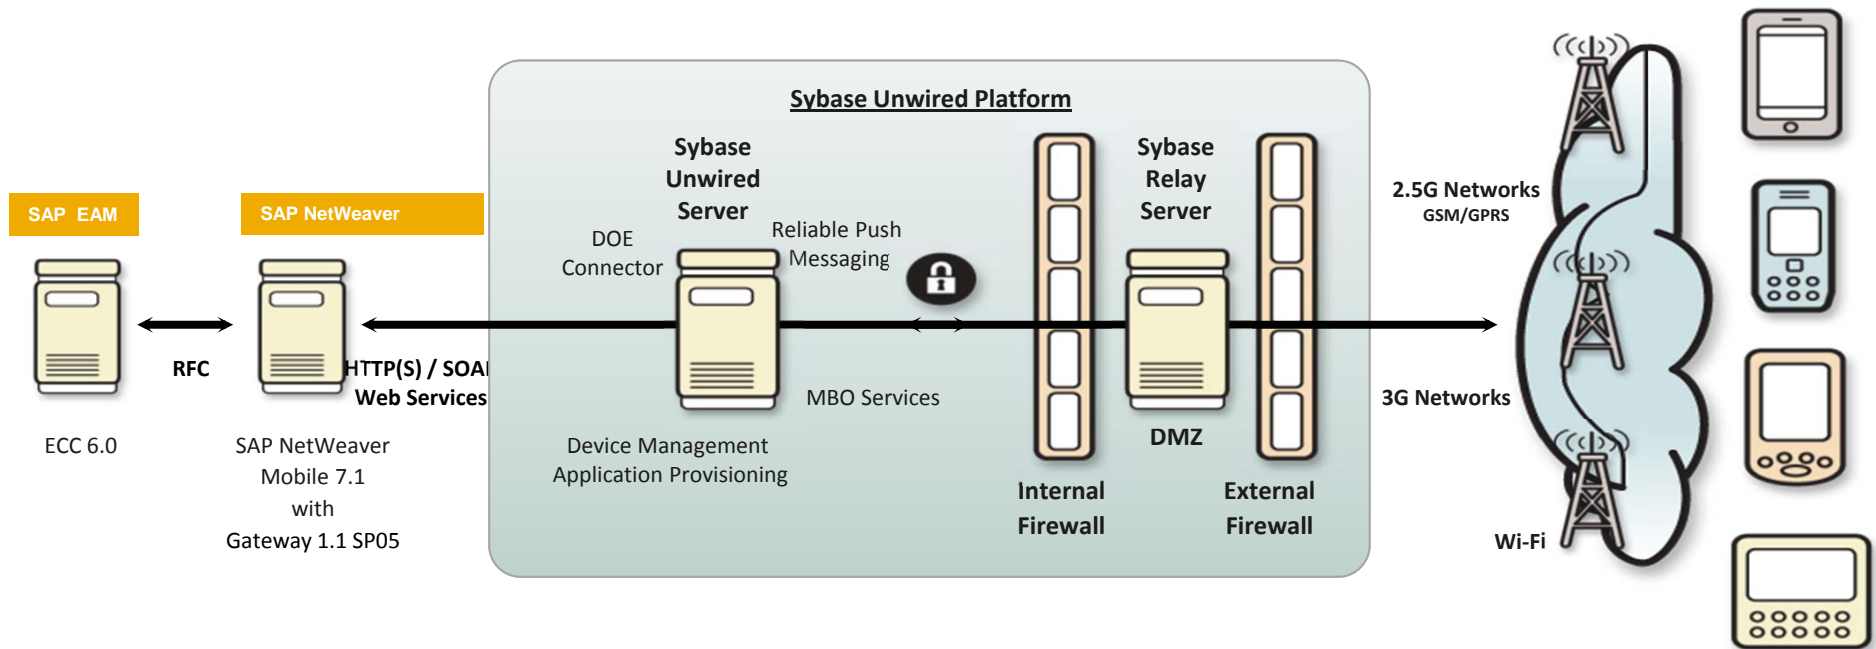 Sybase Unwired Platform
SAP EAM
ECC 6.0
RFC
SAP NetWeaver
SAP NetWeaver
Mobile 7.1
with
Gateway 1.1 SP05
HTTP(S) / SOA
Web Services
Sybase
Unwired
Server
DOE
Connector
Reliable Push
Messaging
MBO Services
Device Management
Application Provisioning
Internal
Firewall
Sybase
Relay
Server
DMZ
External
Firewall
2.5G Networks
GSM/GPRS
3G Networks
Wi-Fi